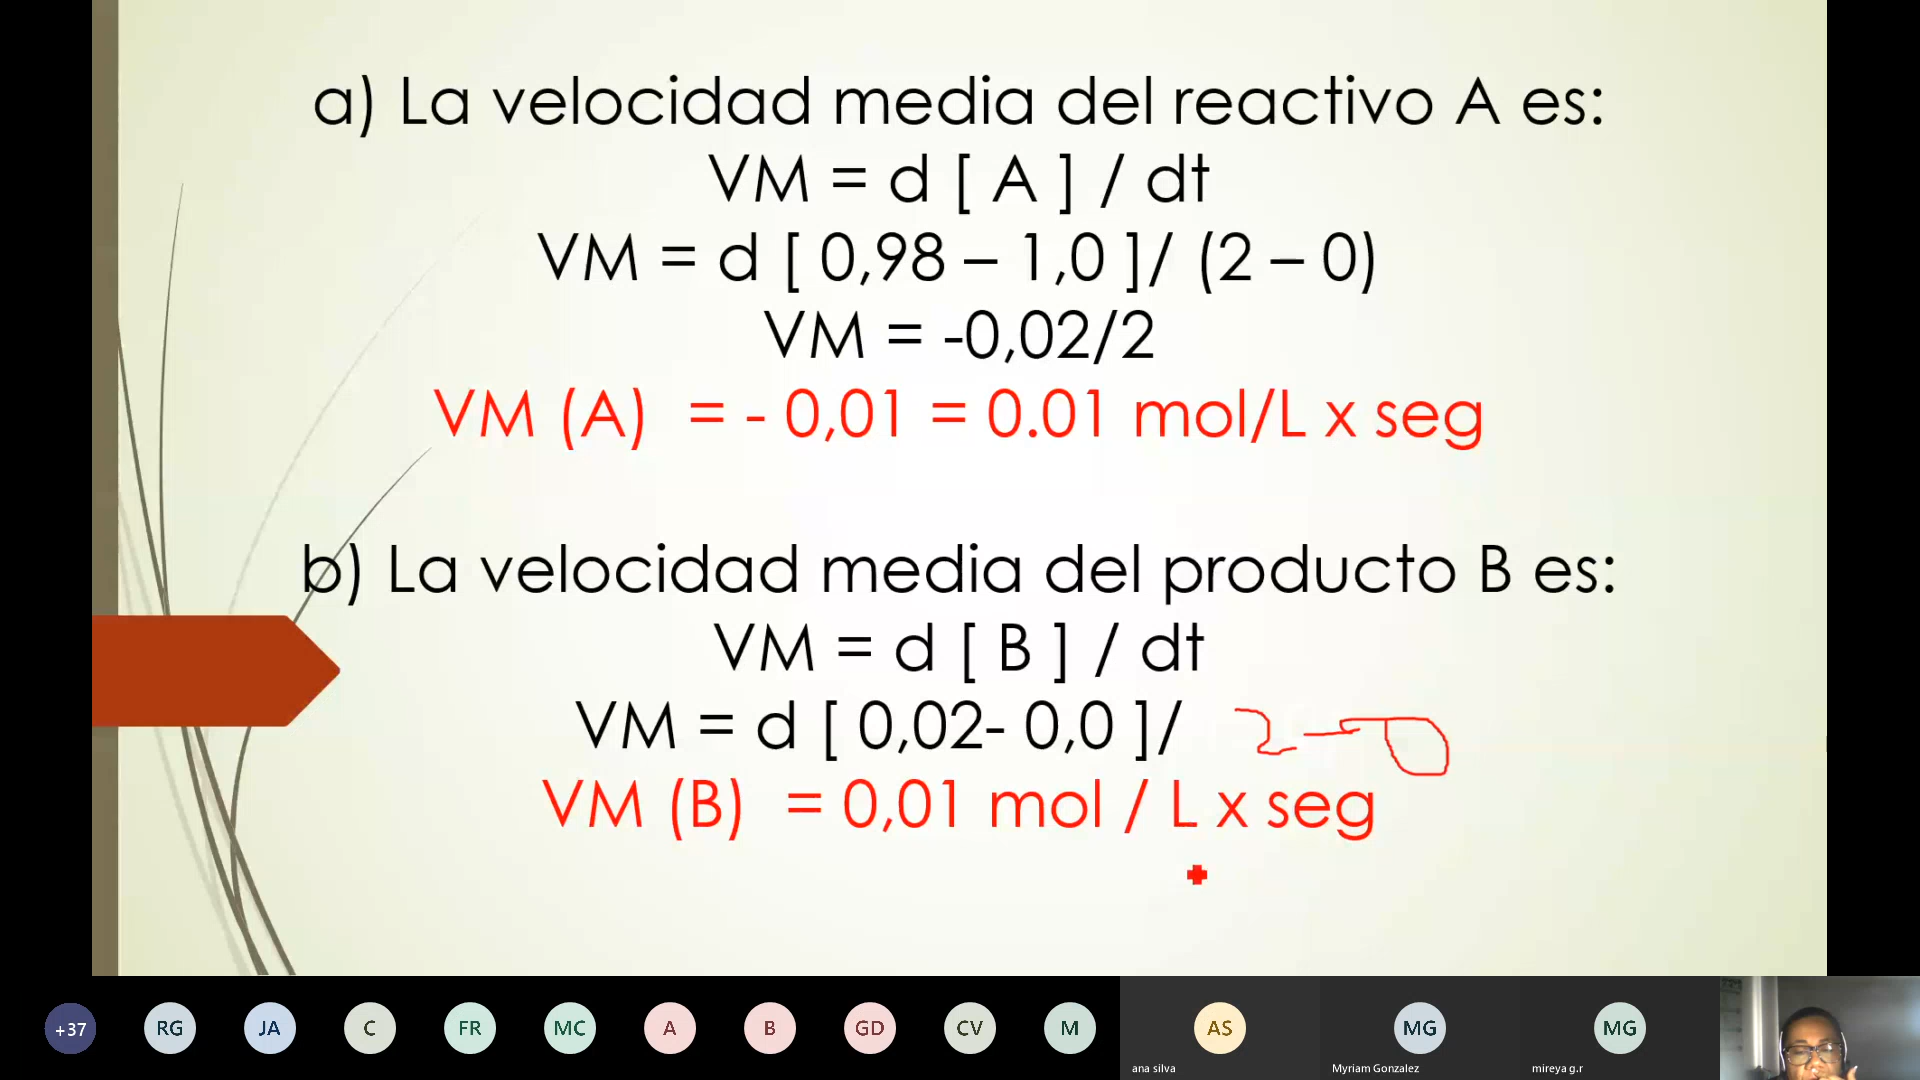 a) La velocidad media del reactivo A es:
VM = d [ A ] / dt
VM = d [ 0,98 – 1,0 ]/ (2 – 0)
VM = -0,02/2
VM (A) = - 0,01 = 0.01 mol/L x seg
b) La velocidad media del producto B es:
VM = d [ B ] / dt
VM = d [ 0,02- 0,0 ]/ 2-0
VM (B) = 0,01 mol / L x seg
+37 RG JA C FR MC A B GD CV M AS MG MG
ana silva Myriam Gonzalez mireya g.r